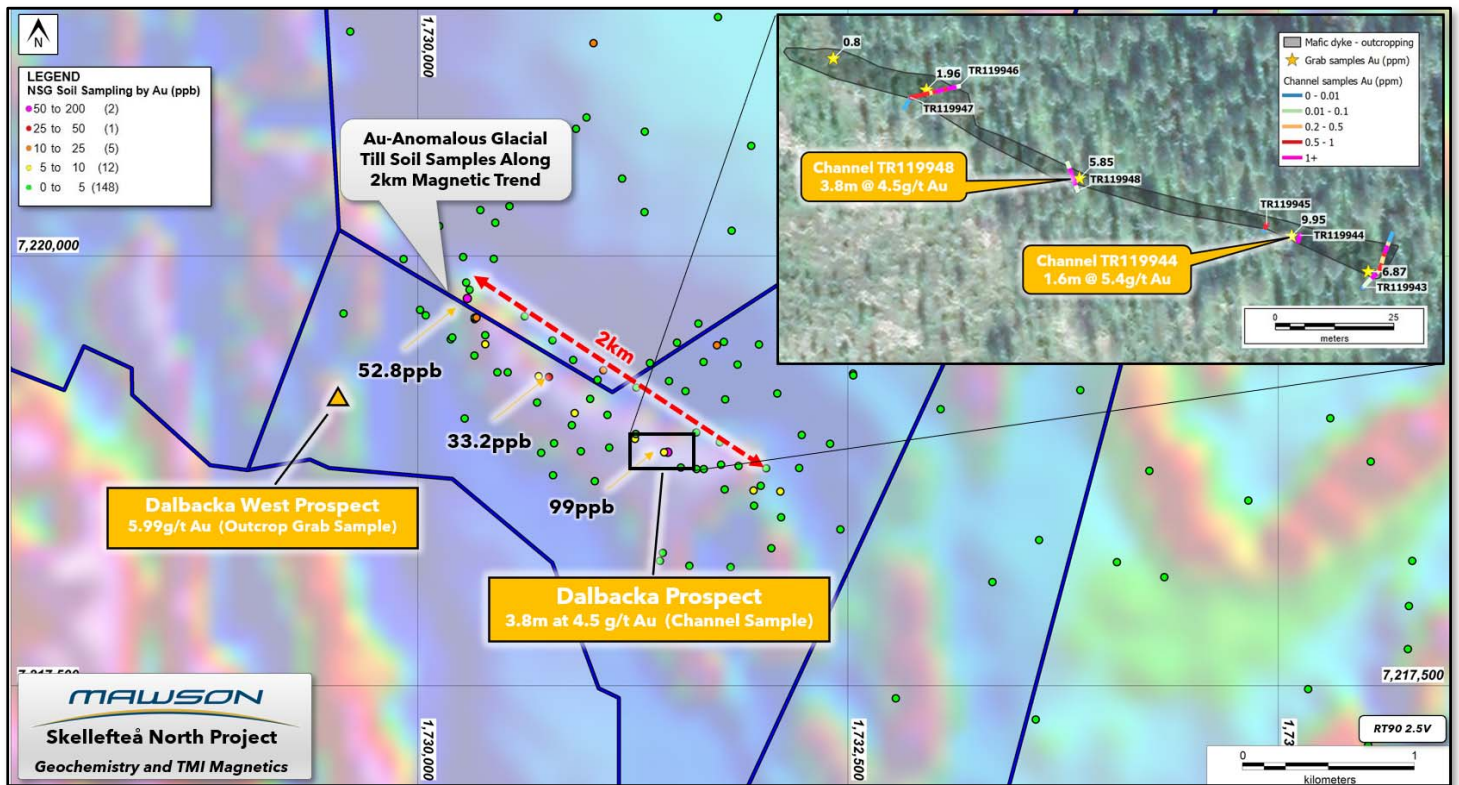 N
LEGEND
NSG Soil Sampling by Au (ppb)
50 to 200 (2)
25 to 50 (1)
10 to 25 (5)
5 to 10 (12)
0 to 5 (148)
1,730,000
7,220,000
Au-Anomalous Glacial
Till Soil Samples Along
2km Magnetic Trend
2km
52.8ppb
33.2ppb
99ppb
Dalbacka West Prospect
5.99g/t Au (Outcrop Grab Sample)
Dalbacka Prospect
3.8m at 4.5 g/t Au (Channel Sample)
0.8
1.96
TR119946
TR119947
Channel TR119948
3.8m @ 4.5g/t Au
5.85
TR119948
TR119945
9.95
TR119944
Channel TR119944
1.6m @ 5.4g/t Au
6.87
TR119943
Mafic dyke - outcropping
Grab samples Au (ppm)
Channel samples Au (ppm)
0 - 0.01
0.01 - 0.1
0.2 - 0.5
0.5 - 1
1+
0 25
meters
7,217,500
7,217,500
MAWSON
Skellefteå North Project
Geochemistry and TMI Magnetics
1,730,000
1,732,500
RT90 2.5V
0 1
kilometers